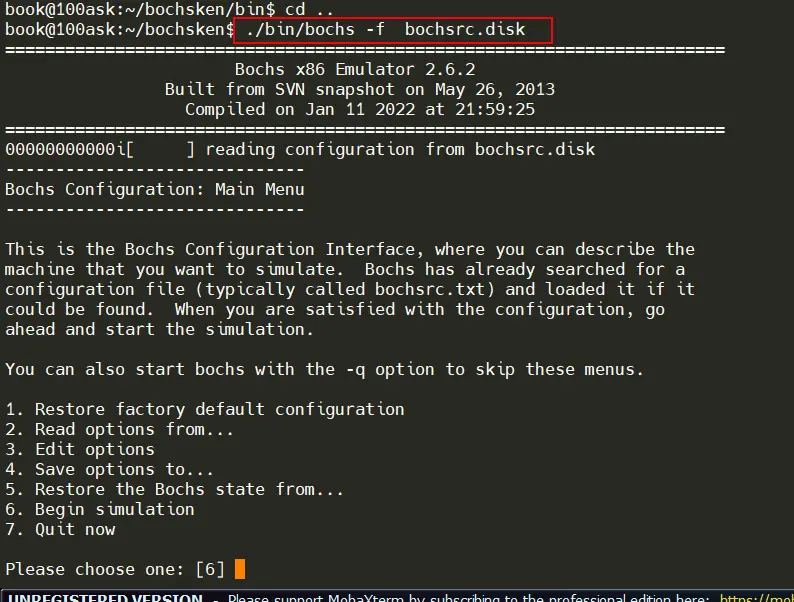 book@100ask:~/bochsken/bin$ cd ..
book@100ask:~/bochsken$ ./bin/bochs -f  bochsrc.disk
========================================================================
                       Bochs x86 Emulator 2.6.2
                Built from SVN snapshot on May 26, 2013
                  Compiled on Jan 11 2022 at 21:59:25
========================================================================
00000000000i[     ] reading configuration from bochsrc.disk
------------------------------
Bochs Configuration: Main Menu
------------------------------
This is the Bochs Configuration Interface, where you can describe the
machine that you want to simulate.  Bochs has already searched for a
configuration file (typically called bochsrc.txt) and loaded it if it
could be found.  When you are satisfied with the configuration, go
ahead and start the simulation.
You can also start bochs with the -q option to skip these menus.
1. Restore factory default configuration
2. Read options from...
3. Edit options
4. Save options to...
5. Restore the Bochs state from...
6. Begin simulation
7. Quit now
Please choose one: [6]
UNREGISTERED VERSION  -  Please support MobaXterm by subscribing to the professional edition here:  https://mob